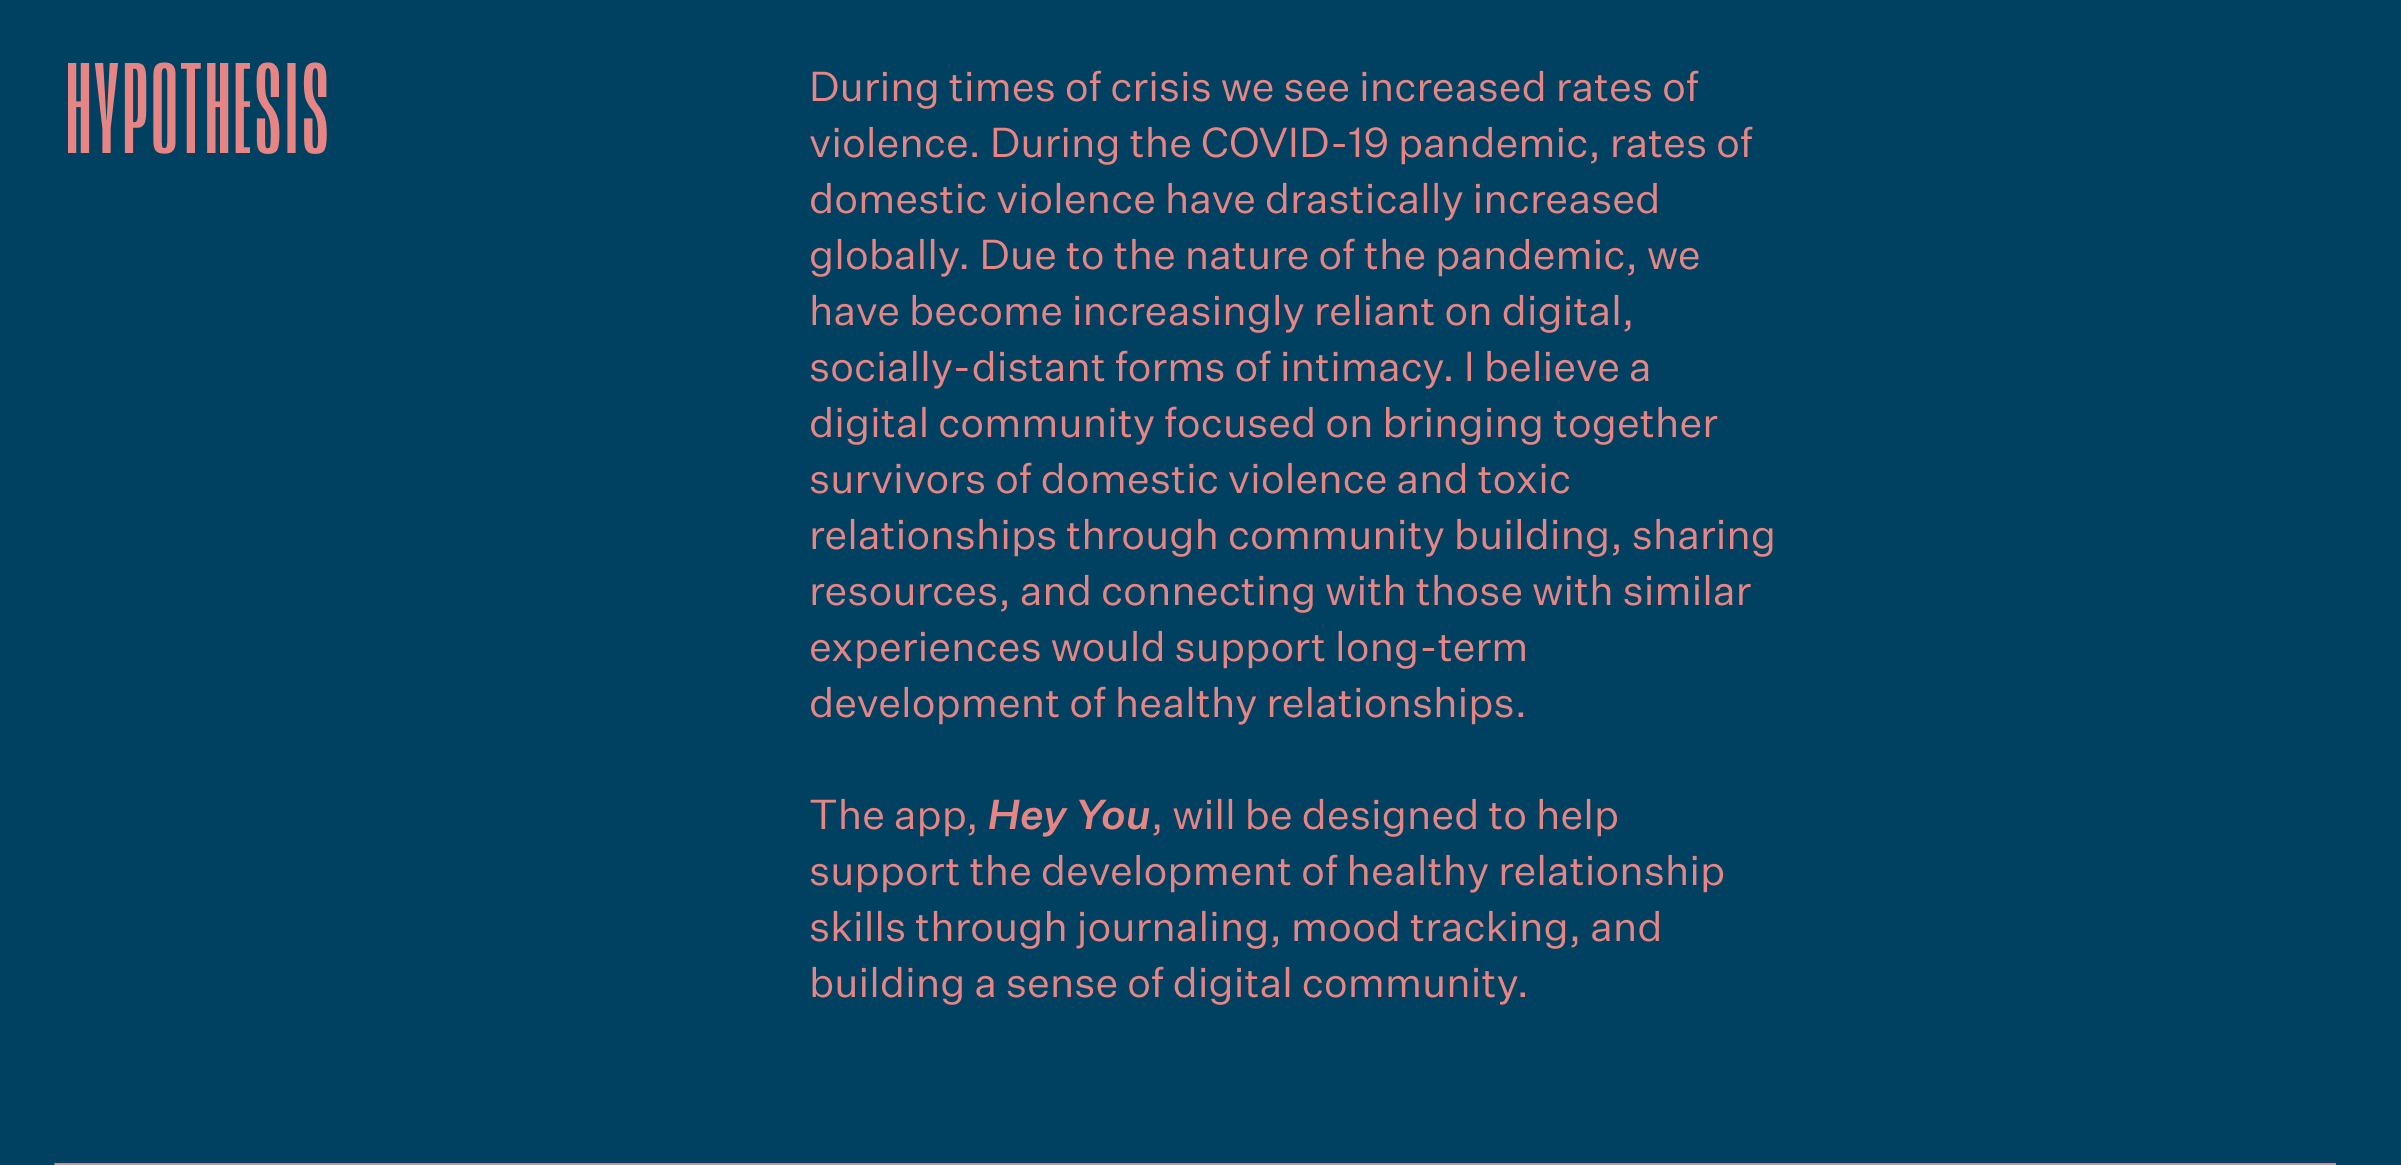 HYPOTHESIS
During times of crisis we see increased rates of
violence. During the COVID-19 pandemic, rates of
domestic violence have drastically increased
globally. Due to the nature of the pandemic, we
have become increasingly reliant on digital,
socially-distant forms of intimacy. I believe a
digital community focused on bringing together
survivors of domestic violence and toxic
relationships through community building, sharing
resources, and connecting with those with similar
experiences would support long-term
development of healthy relationships.
The app, Hey You, will be designed to help
support the development of healthy relationship
skills through journaling, mood tracking, and
building a sense of digital community.